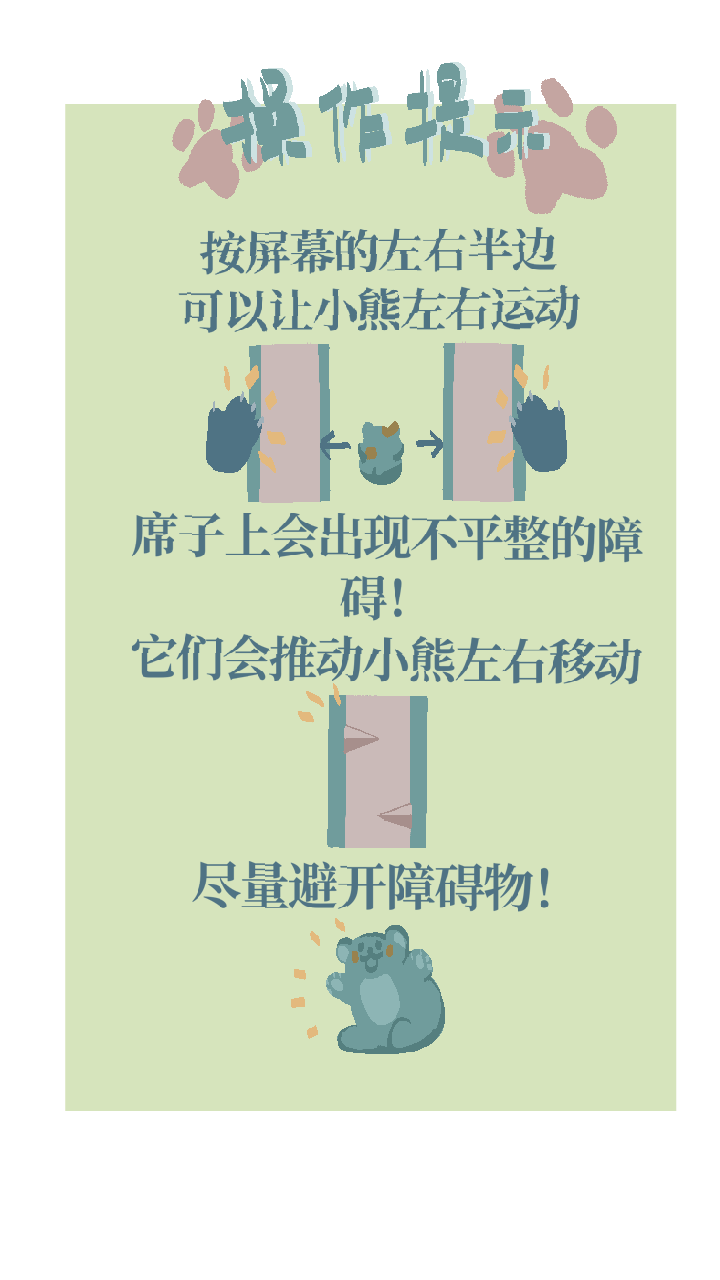 操作提示
按屏幕的左右半边
可以让小熊左右运动
席子上会出现不平整的障
碍！
它们会推动小熊左右移动
尽量避开障碍物！